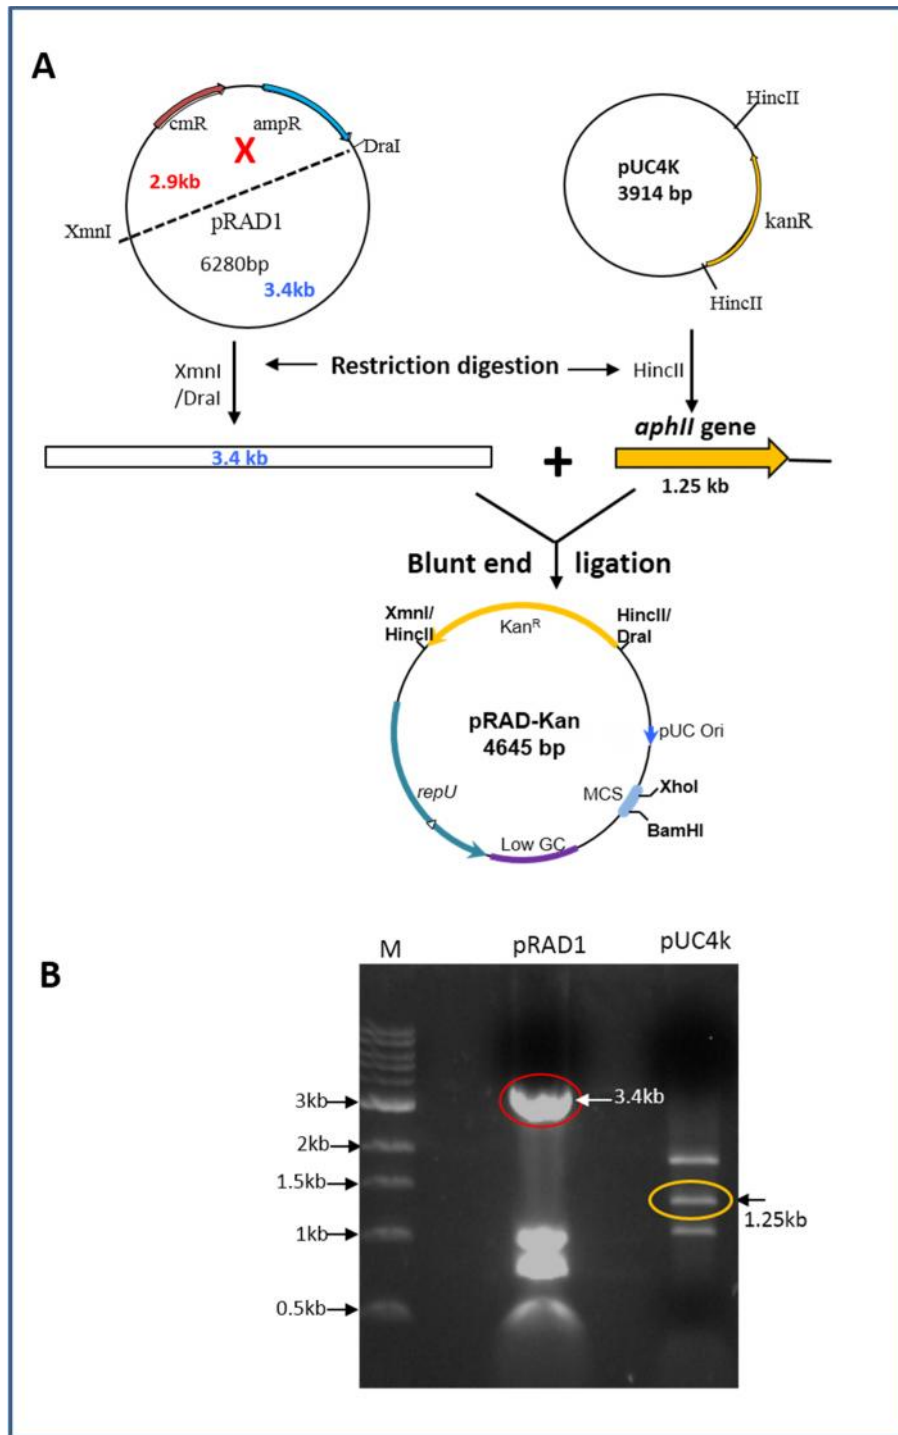 A
cmR
ampR
X
DraI
2.9kb
pRAD1
XmnI
6280bp
3.4kb
HincII
pUC4K
3914 bp
kanR
HincII
XmnI
/DraI
Restriction digestion
HincII
aphII gene
3.4 kb
+
1.25 kb
Blunt end ligation
XmnI/
HincII
KanR
HincII/
DraI
pRAD-Kan
4645 bp
pUC Ori
repU
MCS
XhoI
BamHI
Low GC
B
M
pRAD1
pUC4k
3kb
3.4kb
2kb
1.5kb
1.25kb
1kb
0.5kb